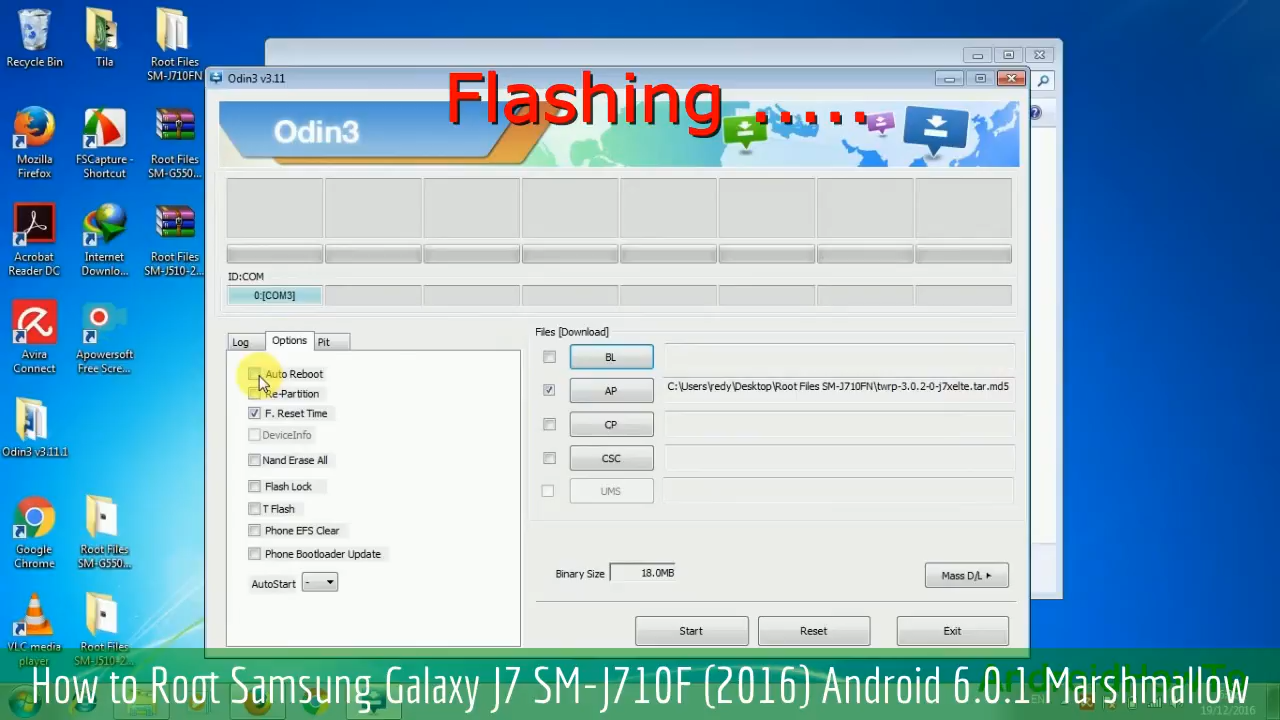 Recycle Bin
Tila
Root Files
SM-J710FN
Mozilla
Firefox
FSCapture -
Shortcut
Root Files
SM-G550...
Acrobat
Reader DC
Internet
Downlo...
Root Files
SM-J510-2...
Avira
Connect
Apowersoft
Free Scre...
Odin3 v3.11.1
Google
Chrome
Root Files
SM-G550...
VLC media
player
Root Files
SM-J510-2...
Odin3 v3.11
Flashing .....
Odin3
ID:COM
0:[COM3]
Log
Options
Pit
Auto Reboot
Re-Partition
F. Reset Time
DeviceInfo
Nand Erase All
Flash Lock
T Flash
Phone EFS Clear
Phone Bootloader Update
AutoStart -
Files [Download]
BL
AP C:\Users\redy\Desktop\Root Files SM-J710FN\twrp-3.0.2-0-j7xelte.tar.md5
CP
CSC
UMS
Binary Size 18.0MB
Mass D/L
Start
Reset
Exit
How to Root Samsung Galaxy J7 SM-J710F (2016) Android 6.0.1 Marshmallow
19/12/2016